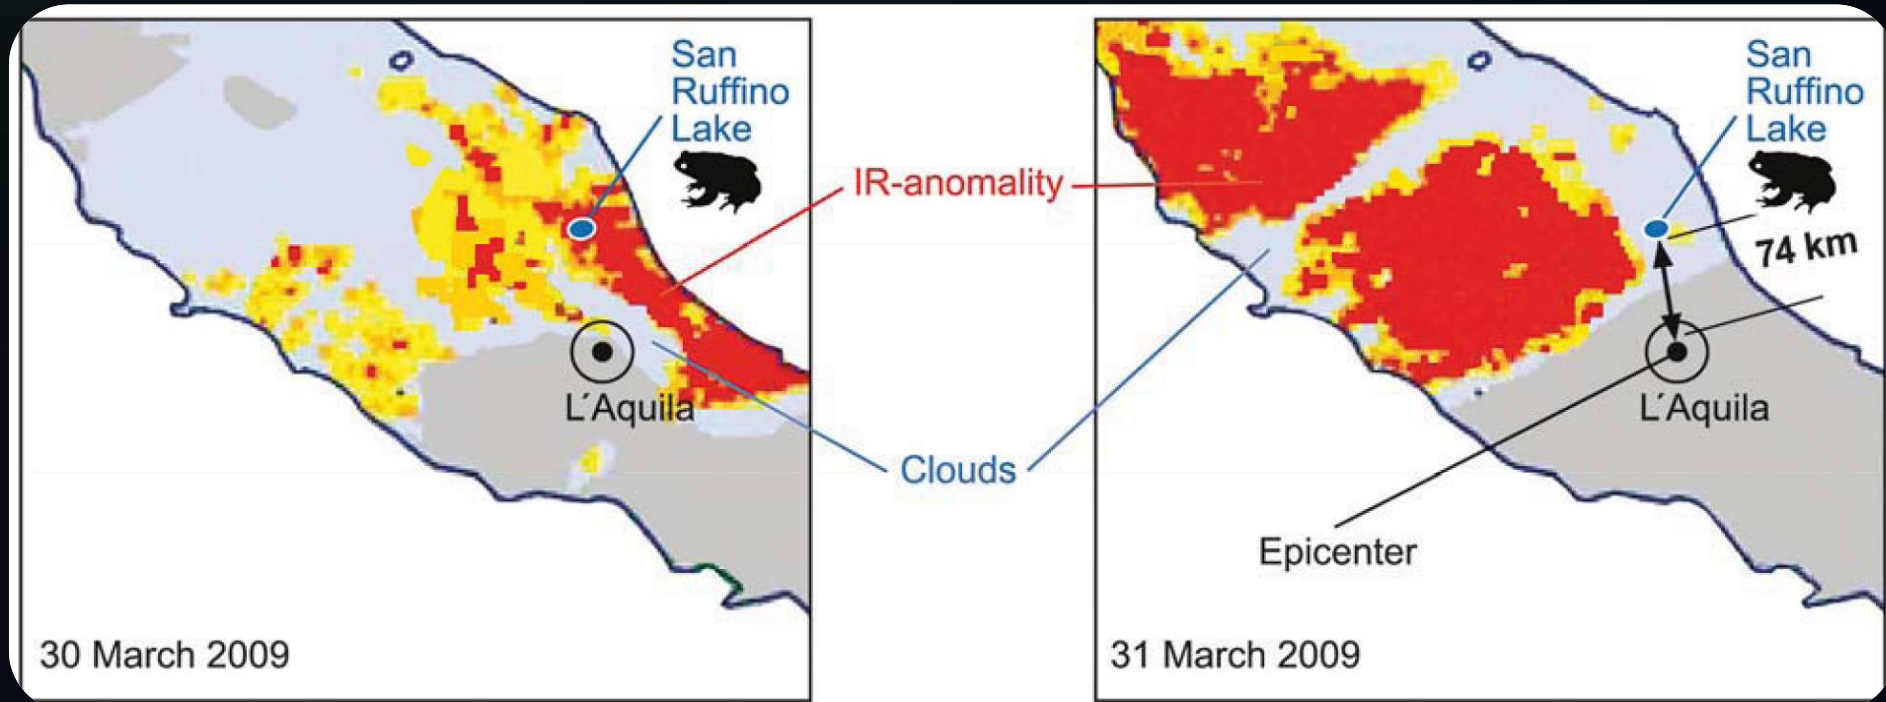 San
Ruffino
Lake
IR-anomality
L´Aquila
Clouds
30 March 2009
San
Ruffino
Lake
74 km
L´Aquila
Epicenter
31 March 2009